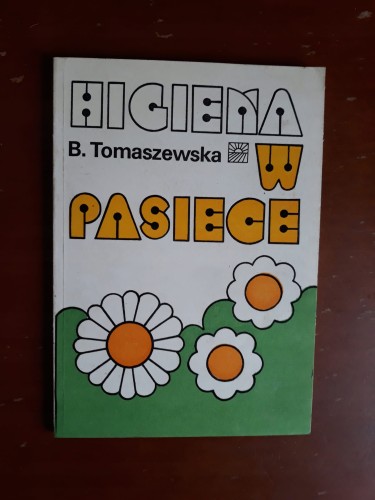 HIGIENA
B. Tomaszewska
W
PASIECE